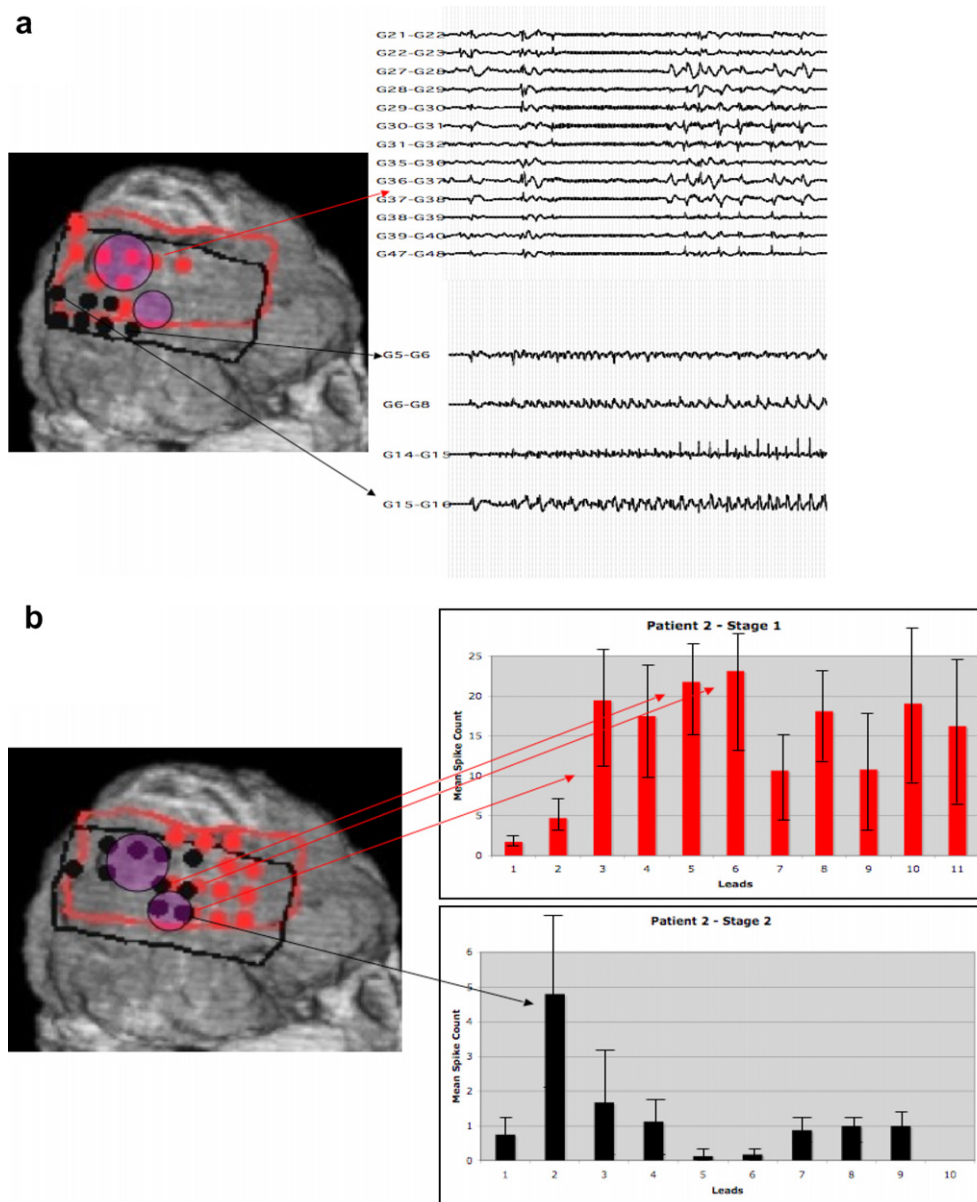 a
G21-G22
G22-G23
G27-G28
G28-G29
G29-G30
G30-G31
G31-G32
G35-G36
G36-G37
G37-G38
G38-G39
G39-G40
G47-G48
G5-G6
G6-G8
G14-G15
G15-G16
b
Patient 2 - Stage 1
Mean Spike Count
25
20
15
10
5
0
1 2 3 4 5 6 7 8 9 10 11
Leads
Patient 2 - Stage 2
Mean Spike Count
6
5
4
3
2
1
0
1 2 3 4 5 6 7 8 9 10
Leads